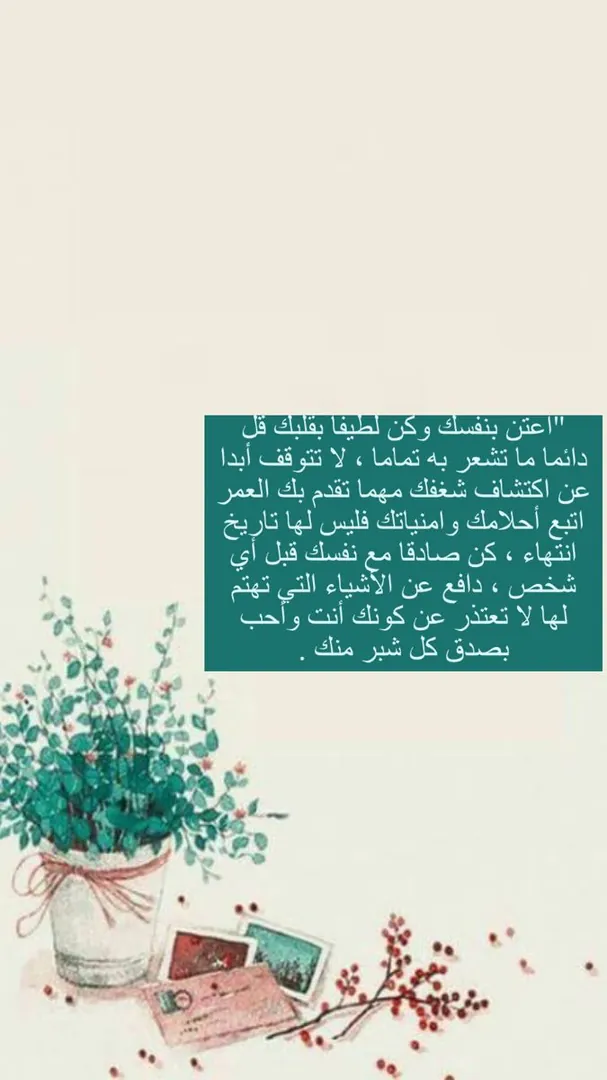 "اعتن بنفسك وكن لطيفا بقلبك قل
دائما ما تشعر به تماما ، لا تتوقف أبدا
عن اكتشاف شغفك مهما تقدم بك العمر
اتبع أحلامك وامنياتك فليس لها تاريخ
انتهاء ، كن صادقا مع نفسك قبل أي
شخص ، دافع عن الأشياء التي تهتم
لها لا تعتذر عن كونك أنت وأحب
بصدق كل شبر منك .